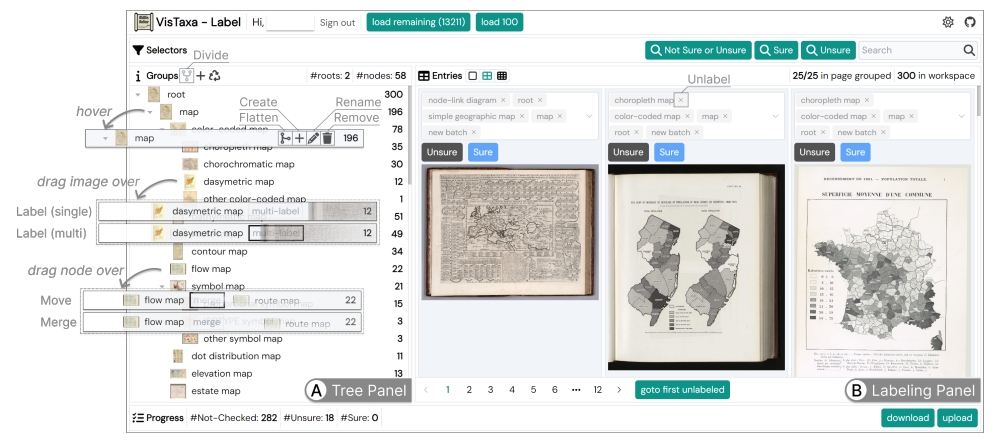 VisTaxa - Label Hi, Sign out load remaining (13211) load 100
Selectors Not Sure or Unsure Sure Unsure Search
Divide
Groups #roots: 2 #nodes: 58 Entries 25/25 in page grouped 300 in workspace
Unlabel
root 300
hover map 196
Create Rename
Flatten Remove
color-coded map 78
map 196
choropleth map 35
chorochromatic map 30
drag image over dasymetric map 12
other color-coded map 1
Label (single) dasymetric map multi-label 12
51
Label (multi) dasymetric map multi-label 12
49
contour map 34
drag node over flow map 22
symbol map 21
Move flow map route map 22
15
Merge flow map merge route map 22
3
other symbol map 3
dot distribution map 11
elevation map 13
estate map
A Tree Panel
node-link diagram × root ×
simple geographic map × map ×
new batch ×
Unsure Sure
choropleth map ×
color-coded map × map ×
root × new batch ×
Unsure Sure
choropleth map ×
color-coded map × map ×
root × new batch ×
Unsure Sure
RECENSEMENT DE 1881 — POPULATION TOTALE.
SUPERFICIE MOYENNE D'UNE COMMUNE
< 1 2 3 4 5 6 ••• 12 > goto first unlabeled
B Labeling Panel
Progress #Not-Checked: 282 #Unsure: 18 #Sure: 0 download upload